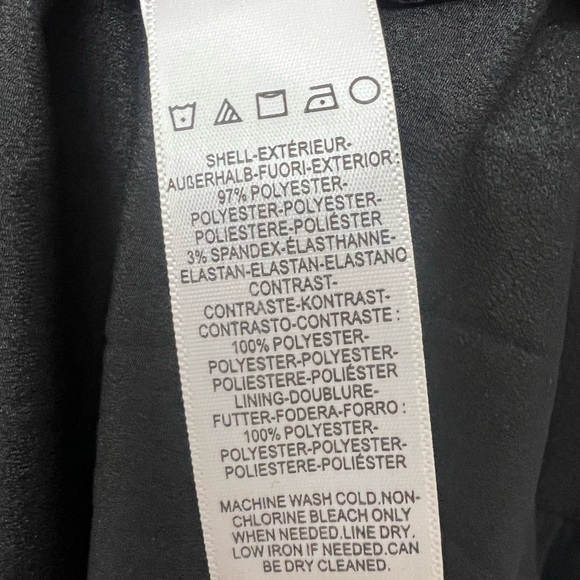 SHELL-EXTÉRIEUR-
AUßERHALB-FUORI-EXTERIOR:
97% POLYESTER-
POLYESTER-POLYESTER-
POLIESTERE-POLIÉSTER
3% SPANDEX-ÉLASTHANNE-
ELASTAN-ELASTAN-ELASTANO
CONTRAST-
CONTRASTE-KONTRAST-
CONTRASTO-CONTRASTE:
100% POLYESTER-
POLYESTER-POLYESTER-
POLIESTERE-POLIÉSTER
LINING-DOUBLURE-
FUTTER-FODERA-FORRO:
100% POLYESTER-
POLYESTER-POLYESTER-
POLIESTERE-POLIÉSTER
MACHINE WASH COLD.NON-
CHLORINE BLEACH ONLY
WHEN NEEDED.LINE DRY.
LOW IRON IF NEEDED.CAN
BE DRY CLEANED.